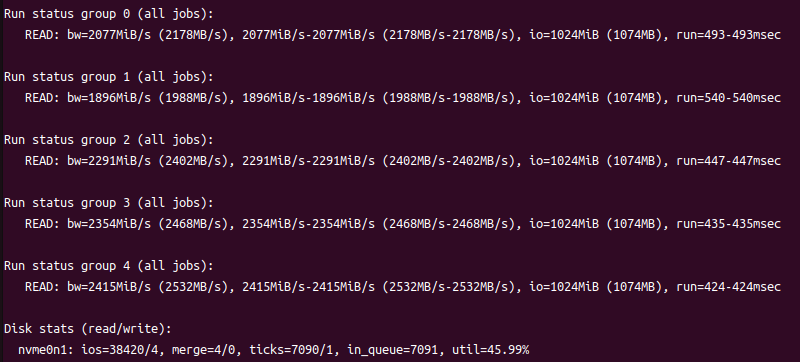 Run status group 0 (all jobs):
READ: bw=2077MiB/s (2178MB/s), 2077MiB/s-2077MiB/s (2178MB/s-2178MB/s), io=1024MiB (1074MB), run=493-493msec
Run status group 1 (all jobs):
READ: bw=1896MiB/s (1988MB/s), 1896MiB/s-1896MiB/s (1988MB/s-1988MB/s), io=1024MiB (1074MB), run=540-540msec
Run status group 2 (all jobs):
READ: bw=2291MiB/s (2402MB/s), 2291MiB/s-2291MiB/s (2402MB/s-2402MB/s), io=1024MiB (1074MB), run=447-447msec
Run status group 3 (all jobs):
READ: bw=2354MiB/s (2468MB/s), 2354MiB/s-2354MiB/s (2468MB/s-2468MB/s), io=1024MiB (1074MB), run=435-435msec
Run status group 4 (all jobs):
READ: bw=2415MiB/s (2532MB/s), 2415MiB/s-2415MiB/s (2532MB/s-2532MB/s), io=1024MiB (1074MB), run=424-424msec
Disk stats (read/write):
nvme0n1: ios=38420/4, merge=4/0, ticks=7090/1, in_queue=7091, util=45.99%